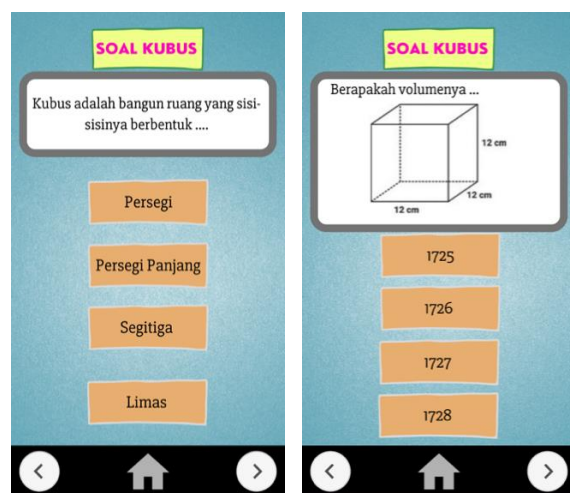 SOAL KUBUS
Kubus adalah bangun ruang yang sisi-
sisinya berbentuk ....
Persegi
Persegi Panjang
Segitiga
Limas
SOAL KUBUS
Berapakah volumenya ...
12 cm
12 cm
12 cm
1725
1726
1727
1728